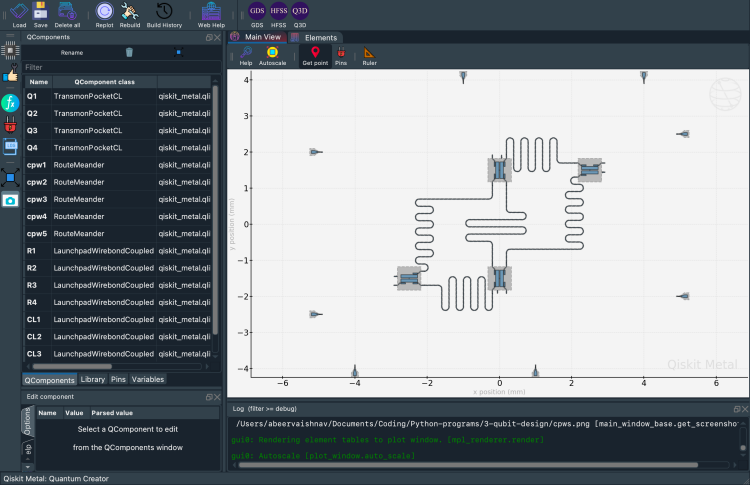 Load Save Delete all Replot Rebuild Build History Web Help GDS HFSS Q3D
GDS HFSS Q3D
QComponents
Rename
Filter
Name QComponent class
Q1 TransmonPocketCL qiskit_metal.qli
Q2 TransmonPocketCL qiskit_metal.qli
Q3 TransmonPocketCL qiskit_metal.qli
Q4 TransmonPocketCL qiskit_metal.qli
cpw1 RouteMeander qiskit_metal.qli
cpw2 RouteMeander qiskit_metal.qli
cpw3 RouteMeander qiskit_metal.qli
cpw4 RouteMeander qiskit_metal.qli
cpw5 RouteMeander qiskit_metal.qli
R1 LaunchpadWirebondCoupled qiskit_metal.qli
R2 LaunchpadWirebondCoupled qiskit_metal.qli
R3 LaunchpadWirebondCoupled qiskit_metal.qli
R4 LaunchpadWirebondCoupled qiskit_metal.qli
CL1 LaunchpadWirebondCoupled qiskit_metal.qli
CL2 LaunchpadWirebondCoupled qiskit_metal.qli
CL3 LaunchpadWirebondCoupled qiskit_metal.qli
QComponents Library Pins Variables
Edit component
Options
Name Value Parsed value
Select a QComponent to edit
from the QComponents window
Main View Elements
Help Autoscale Get point Pins Ruler
4
3
2
1
0
−1
−2
−3
−4
y position (mm)
−6 −4 −2 0 2 4 6
x position (mm)
Qiskit Metal
Log (filter >= debug)
/Users/abeervaishnav/Documents/Coding/Python-programs/3-qubit-design/cpws.png [main_window_base.get_screensho
gui0: Rendering element tables to plot window. [mpl_renderer.render]
gui0: Autoscale [plot_window.auto_scale]
Qiskit Metal: Quantum Creator